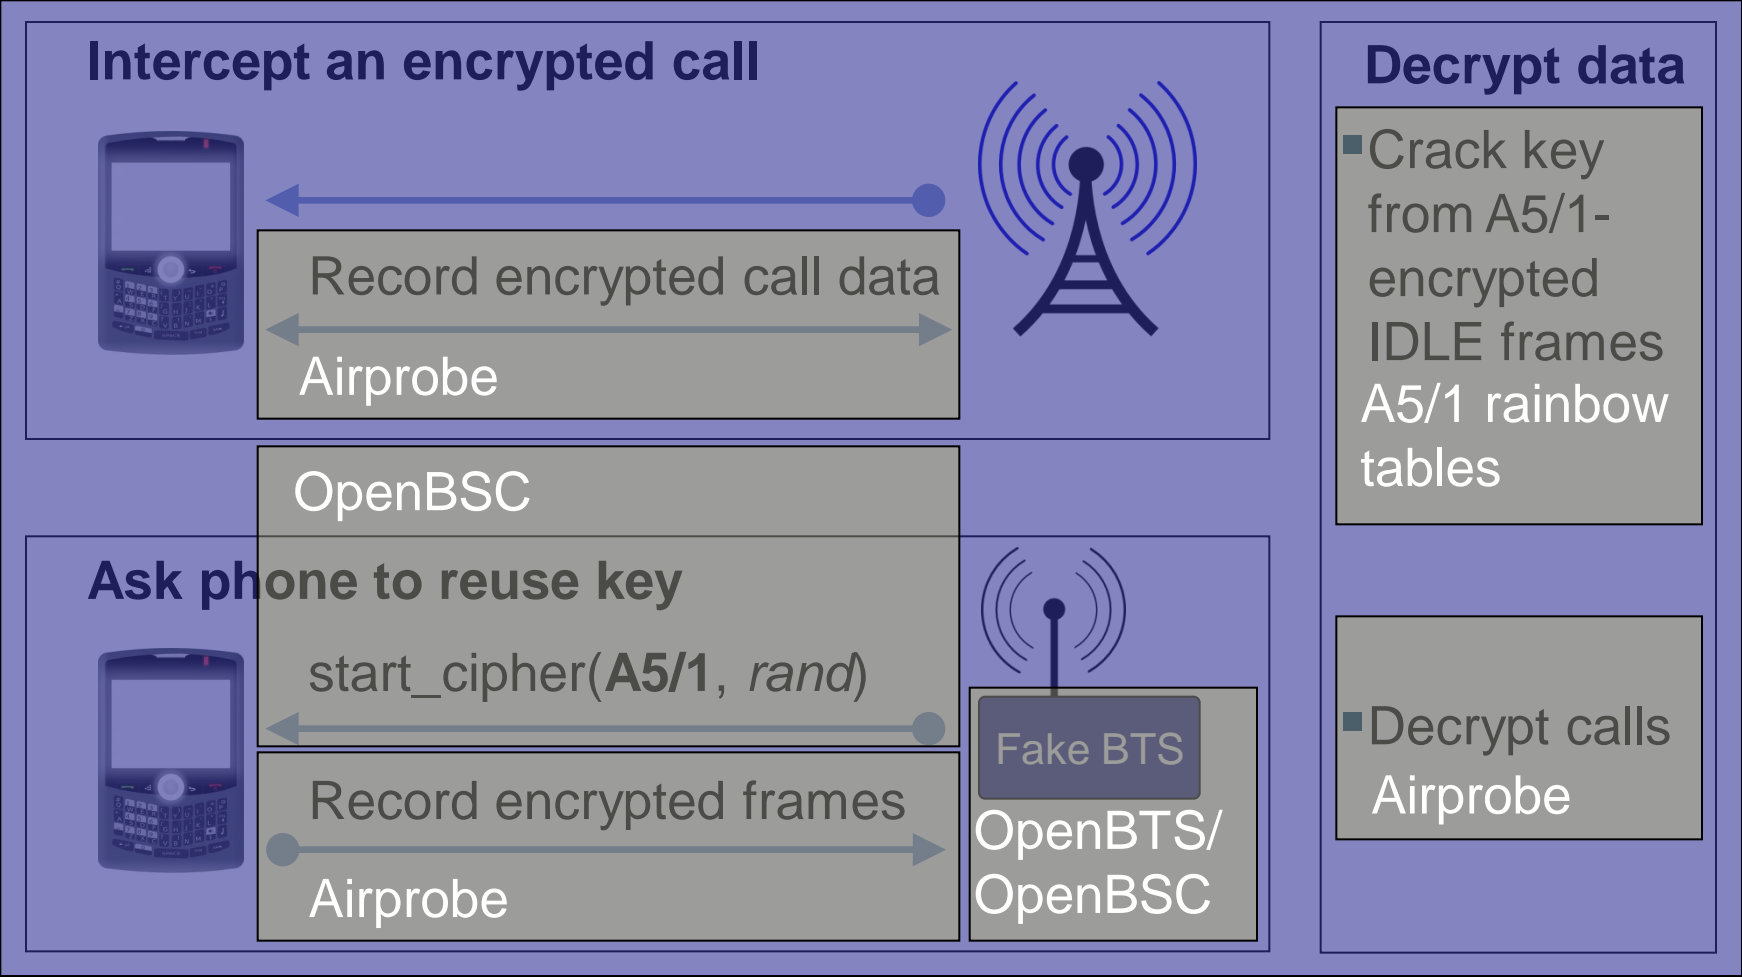 Intercept an encrypted call
Record encrypted call data
Airprobe
OpenBSC
Ask phone to reuse key
start_cipher(A5/1, rand)
Record encrypted frames
Airprobe
Fake BTS
OpenBTS/
OpenBSC
Decrypt data
▪Crack key
from A5/1-
encrypted
IDLE frames
A5/1 rainbow
tables
▪Decrypt calls
Airprobe